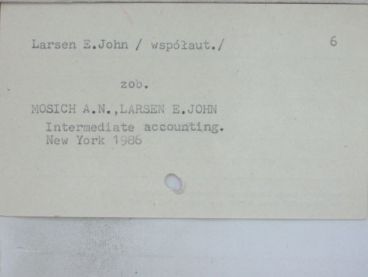 Larsen E.John / współaut./ 6
zob.
MOSICH A.N.,LARSEN E.JOHN
Intermediate accounting.
New York 1986